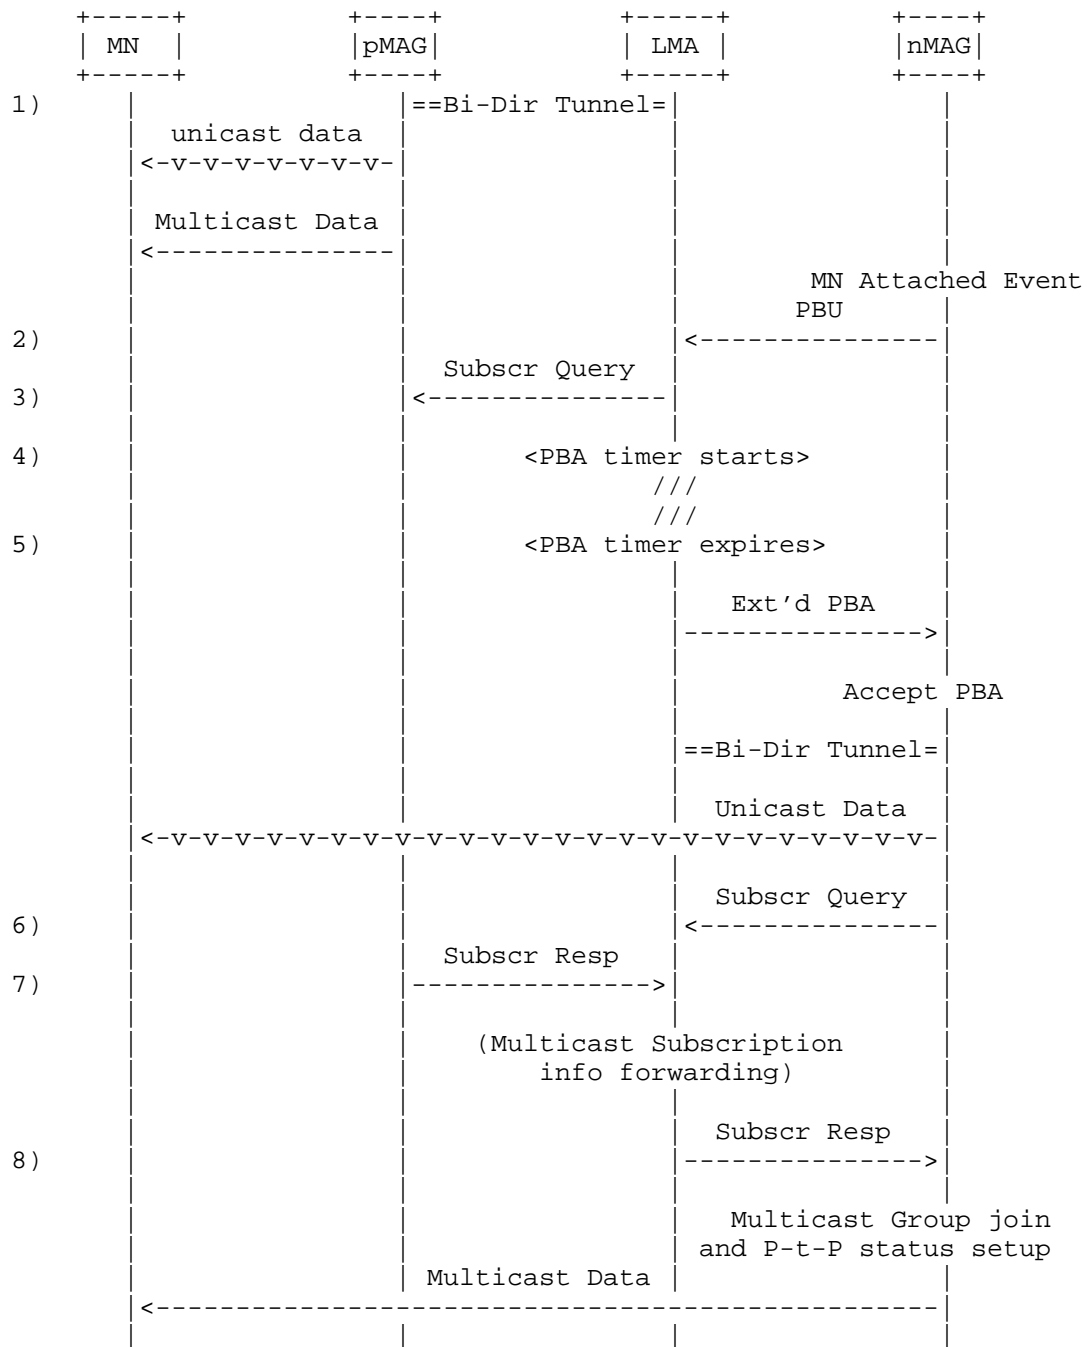 MN pMAG LMA nMAG
1) ==Bi-Dir Tunnel=
unicast data
<-v-v-v-v-v-v-v-
Multicast Data
MN Attached Event
PBU
2)
Subscr Query
3)
4) <PBA timer starts>
///
///
5) <PBA timer expires>
Ext'd PBA
Accept PBA
==Bi-Dir Tunnel=
Unicast Data
<-v-v-v-v-v-v-v-v-v-v-v-v-v-v-v-v-v-v-v-v-v-v-v-v-
Subscr Query
6)
Subscr Resp
7)
(Multicast Subscription
info forwarding)
Subscr Resp
8)
Multicast Group join
and P-t-P status setup
Multicast Data